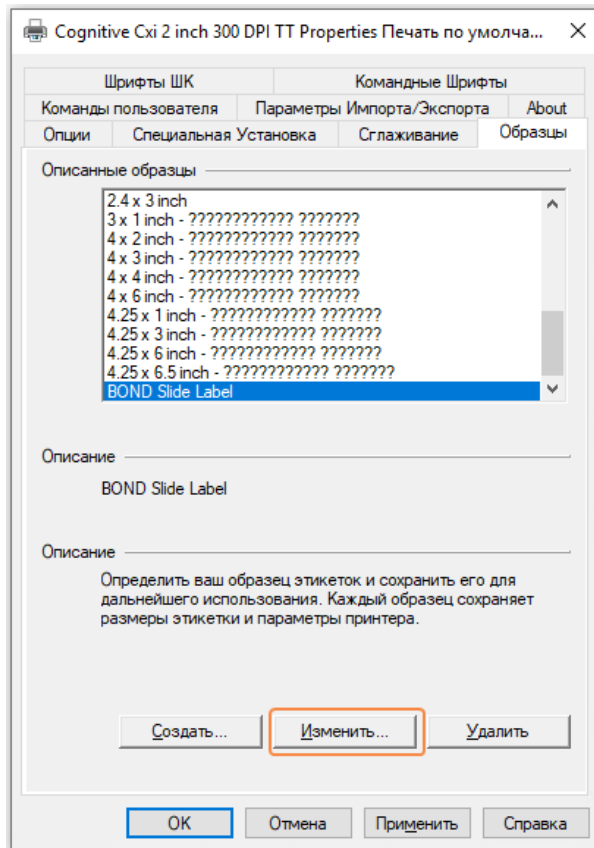 Cognitive Cxi 2 inch 300 DPI TT Properties Печать по умолча...
Шрифты ШК Командные Шрифты
Команды пользователя Параметры Импорта/Экспорта About
Опции Специальная Установка Сглаживание Образцы
Описанные образцы
2.4 x 3 inch
3 x 1 inch - ???????????? ???????
4 x 2 inch - ???????????? ???????
4 x 3 inch - ???????????? ???????
4 x 4 inch - ???????????? ???????
4 x 6 inch - ???????????? ???????
4.25 x 1 inch - ???????????? ???????
4.25 x 3 inch - ???????????? ???????
4.25 x 6 inch - ???????????? ???????
4.25 x 6.5 inch - ???????????? ???????
BOND Slide Label
Описание
BOND Slide Label
Описание
Определить ваш образец этикеток и сохранить его для
дальнейшего использования. Каждый образец сохраняет
размеры этикетки и параметры принтера.
Создать... Изменить... Удалить
OK Отмена Применить Справка